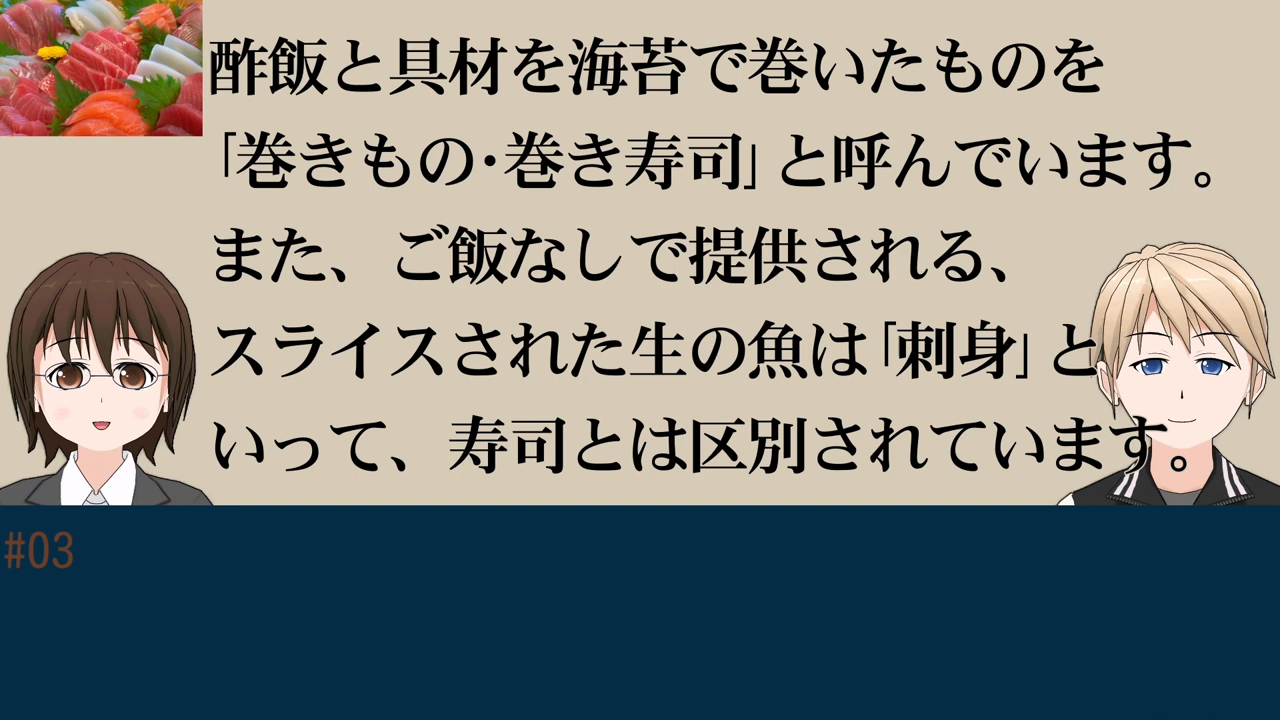 酢飯と具材を海苔で巻いたものを
「巻きもの・巻き寿司」と呼んでいます。
また、ご飯なしで提供される、
スライスされた生の魚は「刺身」と
いって、寿司とは区別されています。
#03